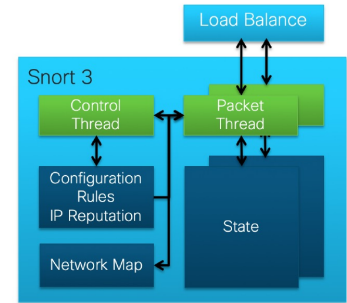 Load Balance
Snort 3
Control
Thread
Packet
Thread
Configuration
Rules
IP Reputation
State
Network Map